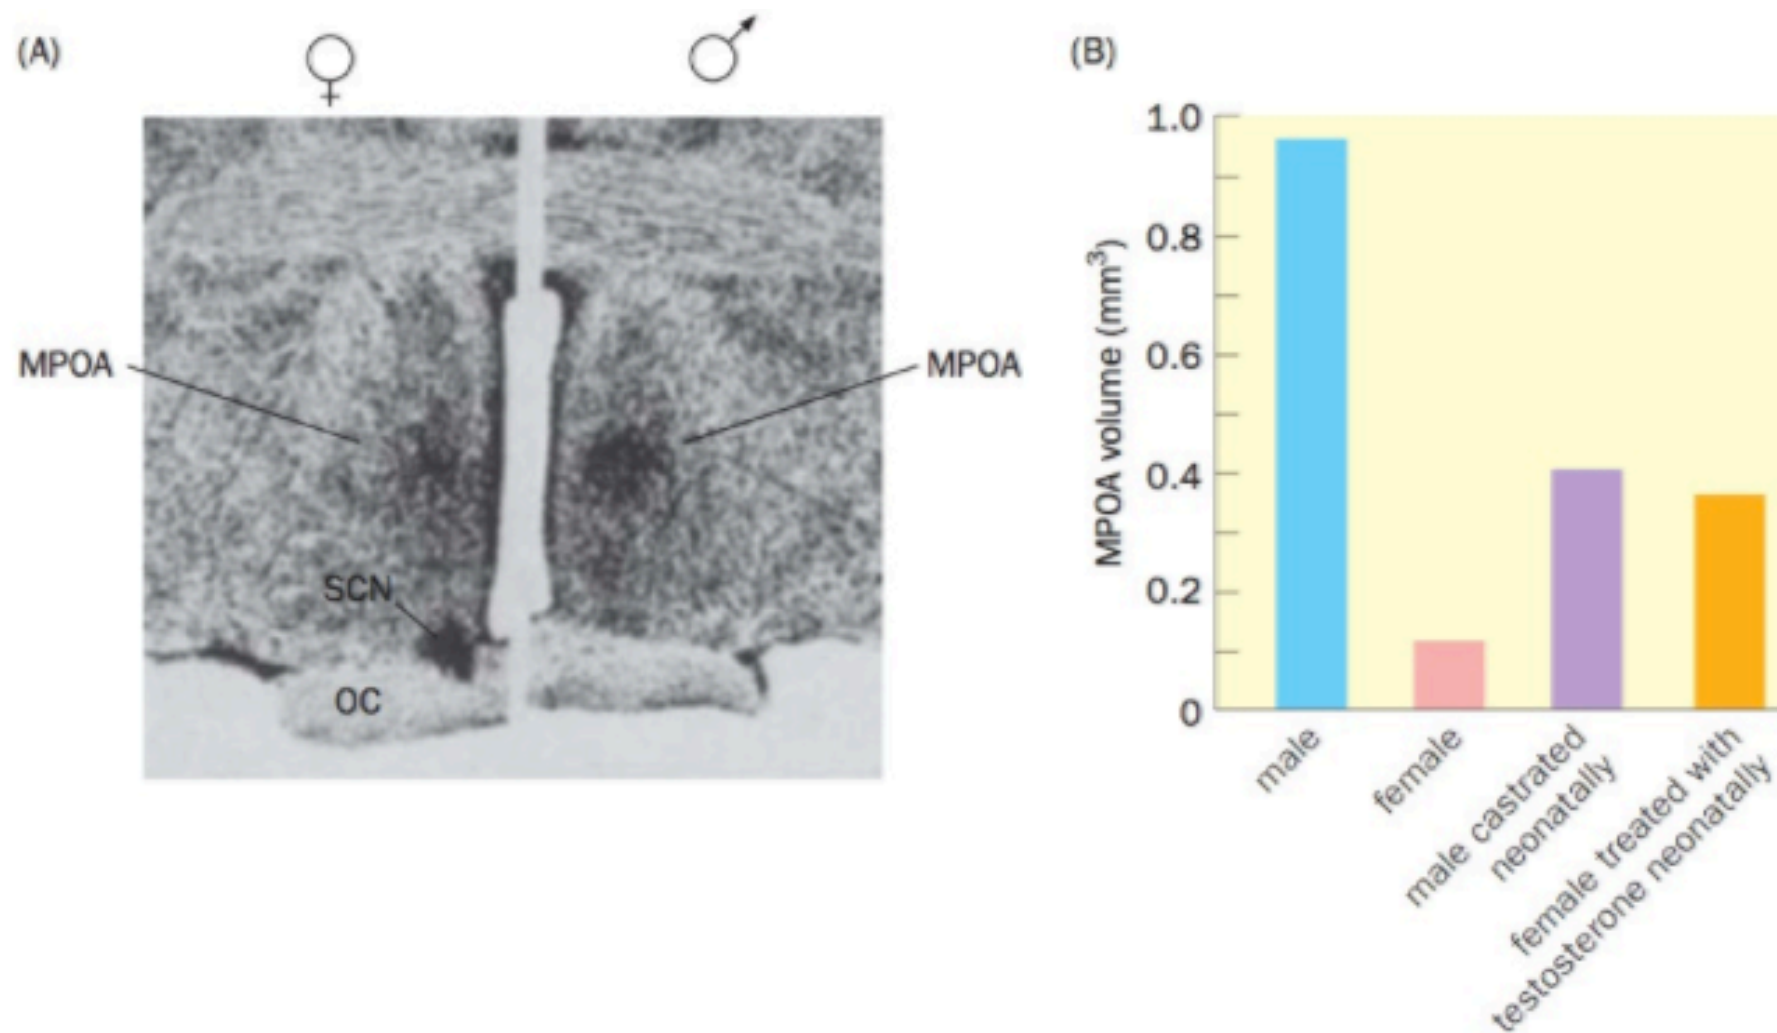 (A)
MPOA
MPOA
SCN
OC
(B)
MPOA volume (mm³)
1.0
0.8
0.6
0.4
0.2
0
male
female
male castrated
neonatally
female treated with
testosterone neonatally